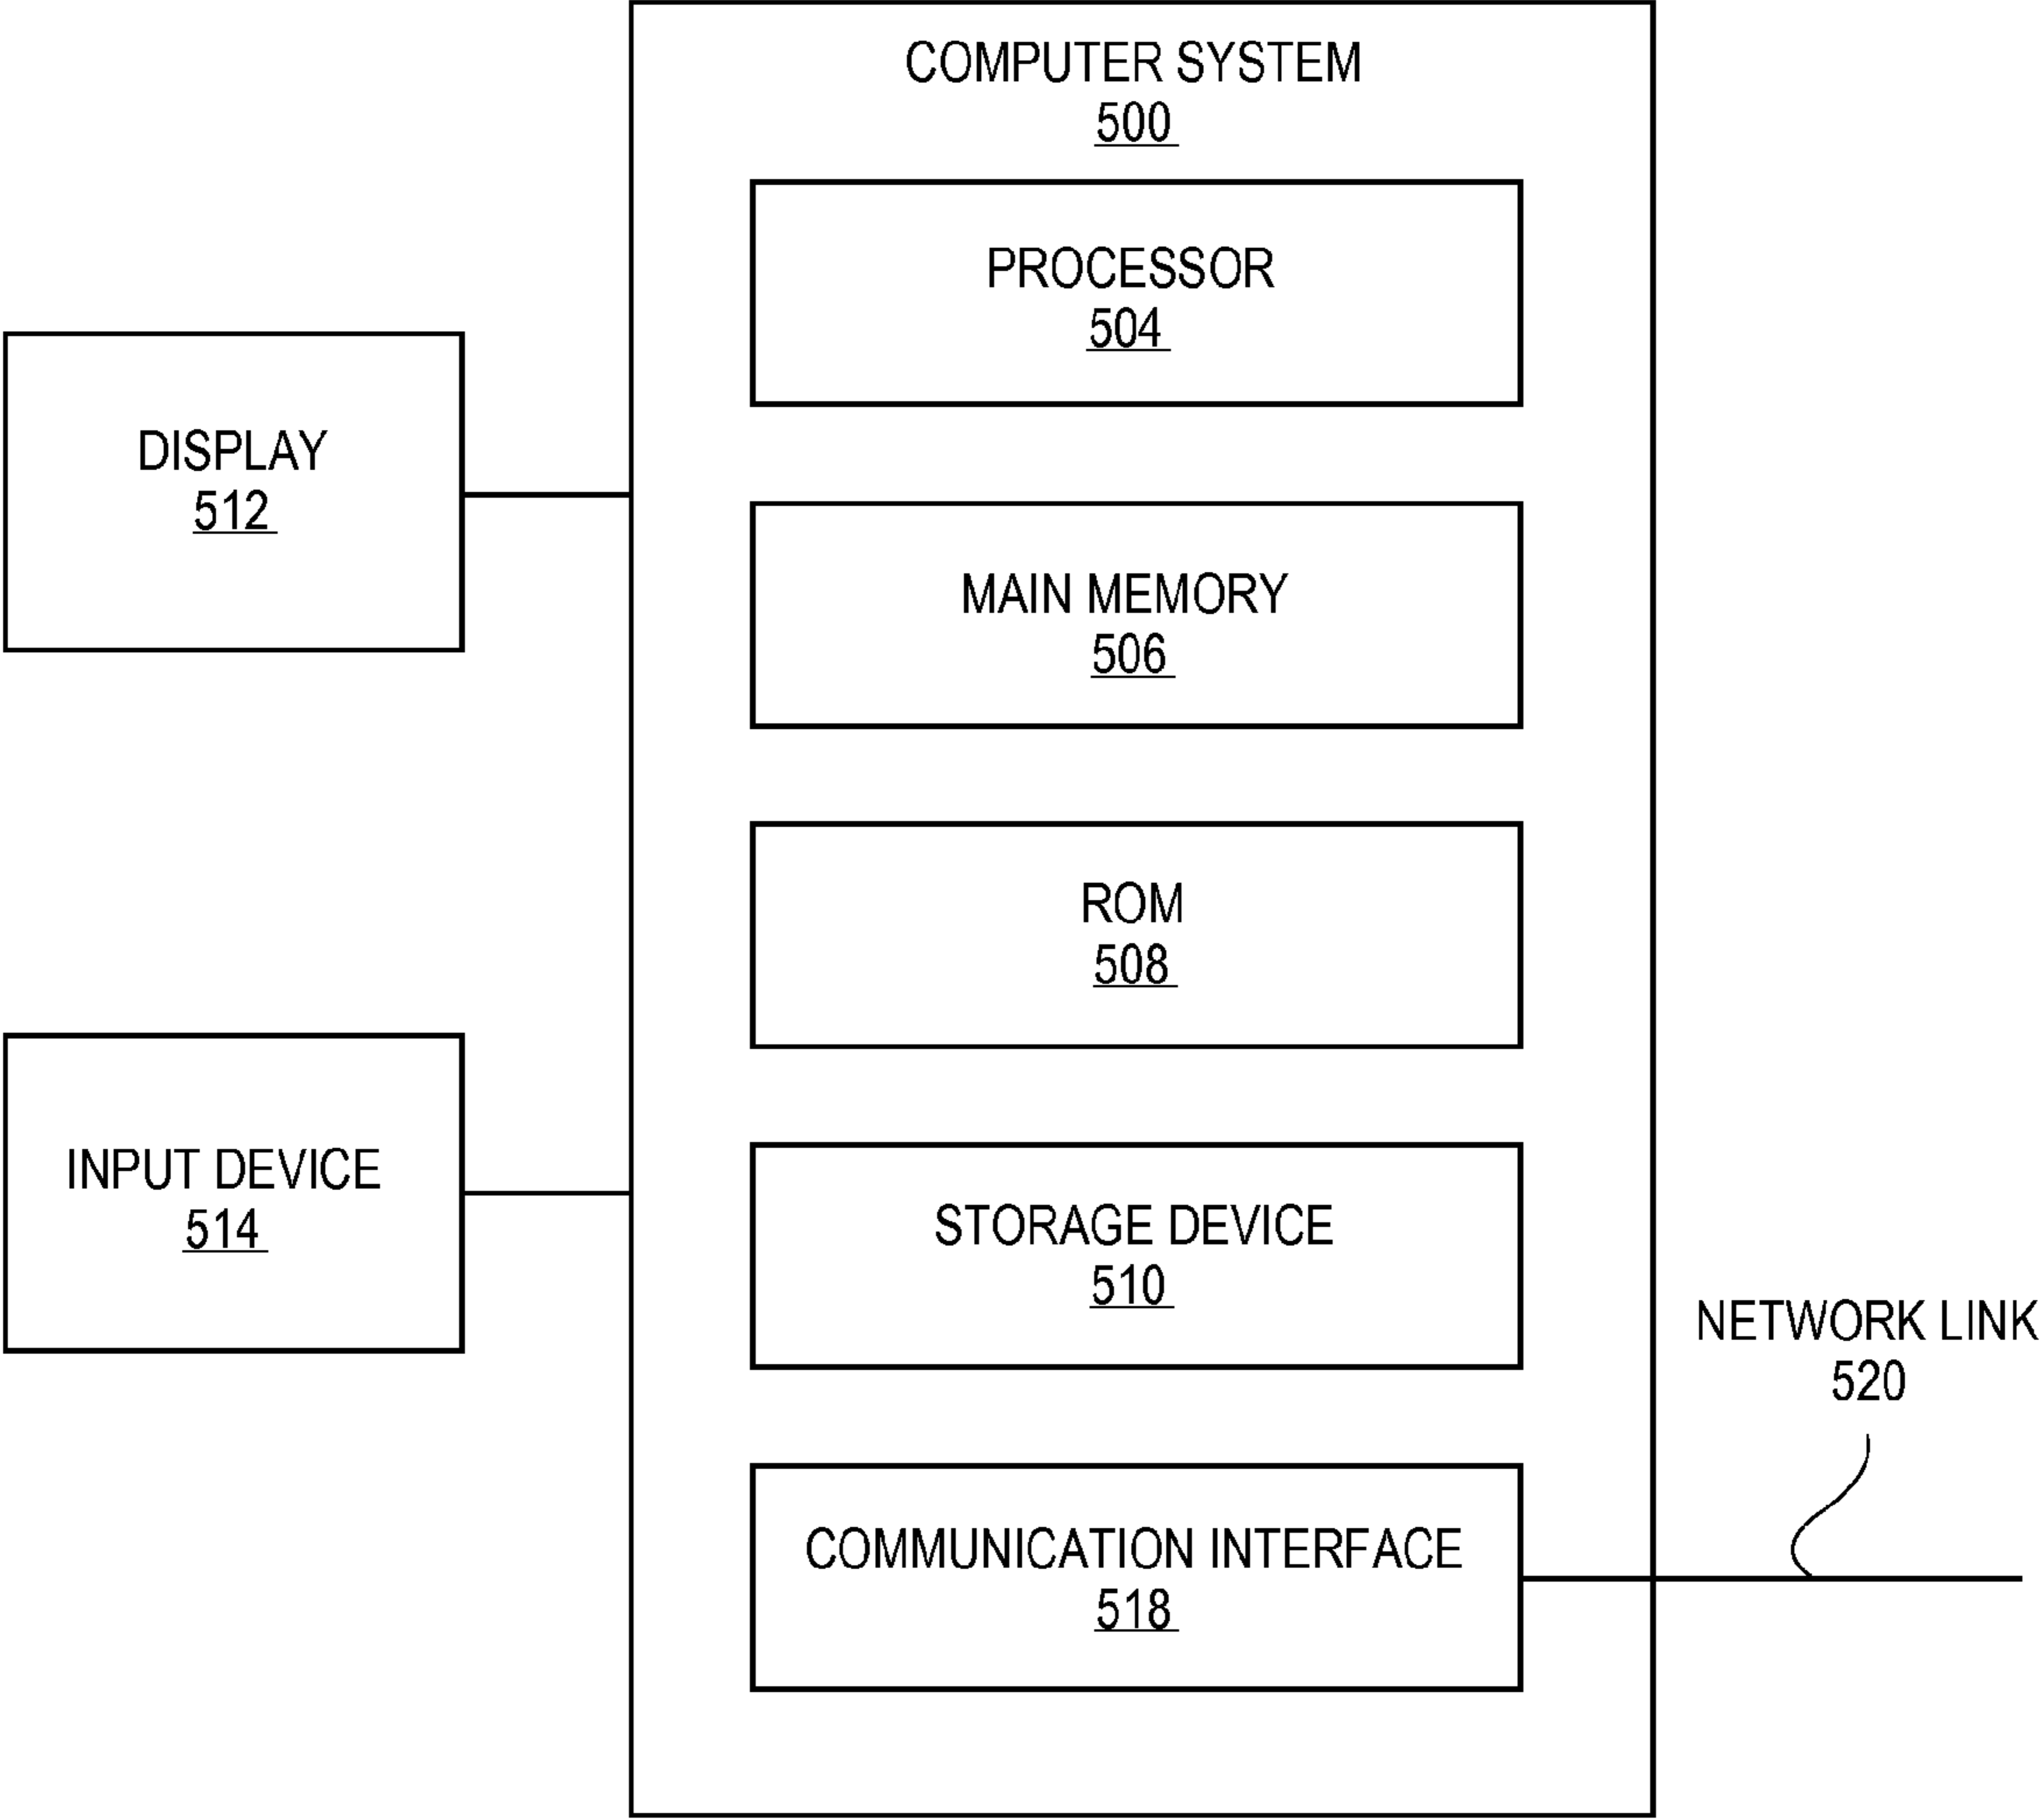 COMPUTER SYSTEM
500
PROCESSOR
504
DISPLAY
512
MAIN MEMORY
506
ROM
508
INPUT DEVICE
514
STORAGE DEVICE
510
NETWORK LINK
520
COMMUNICATION INTERFACE
518